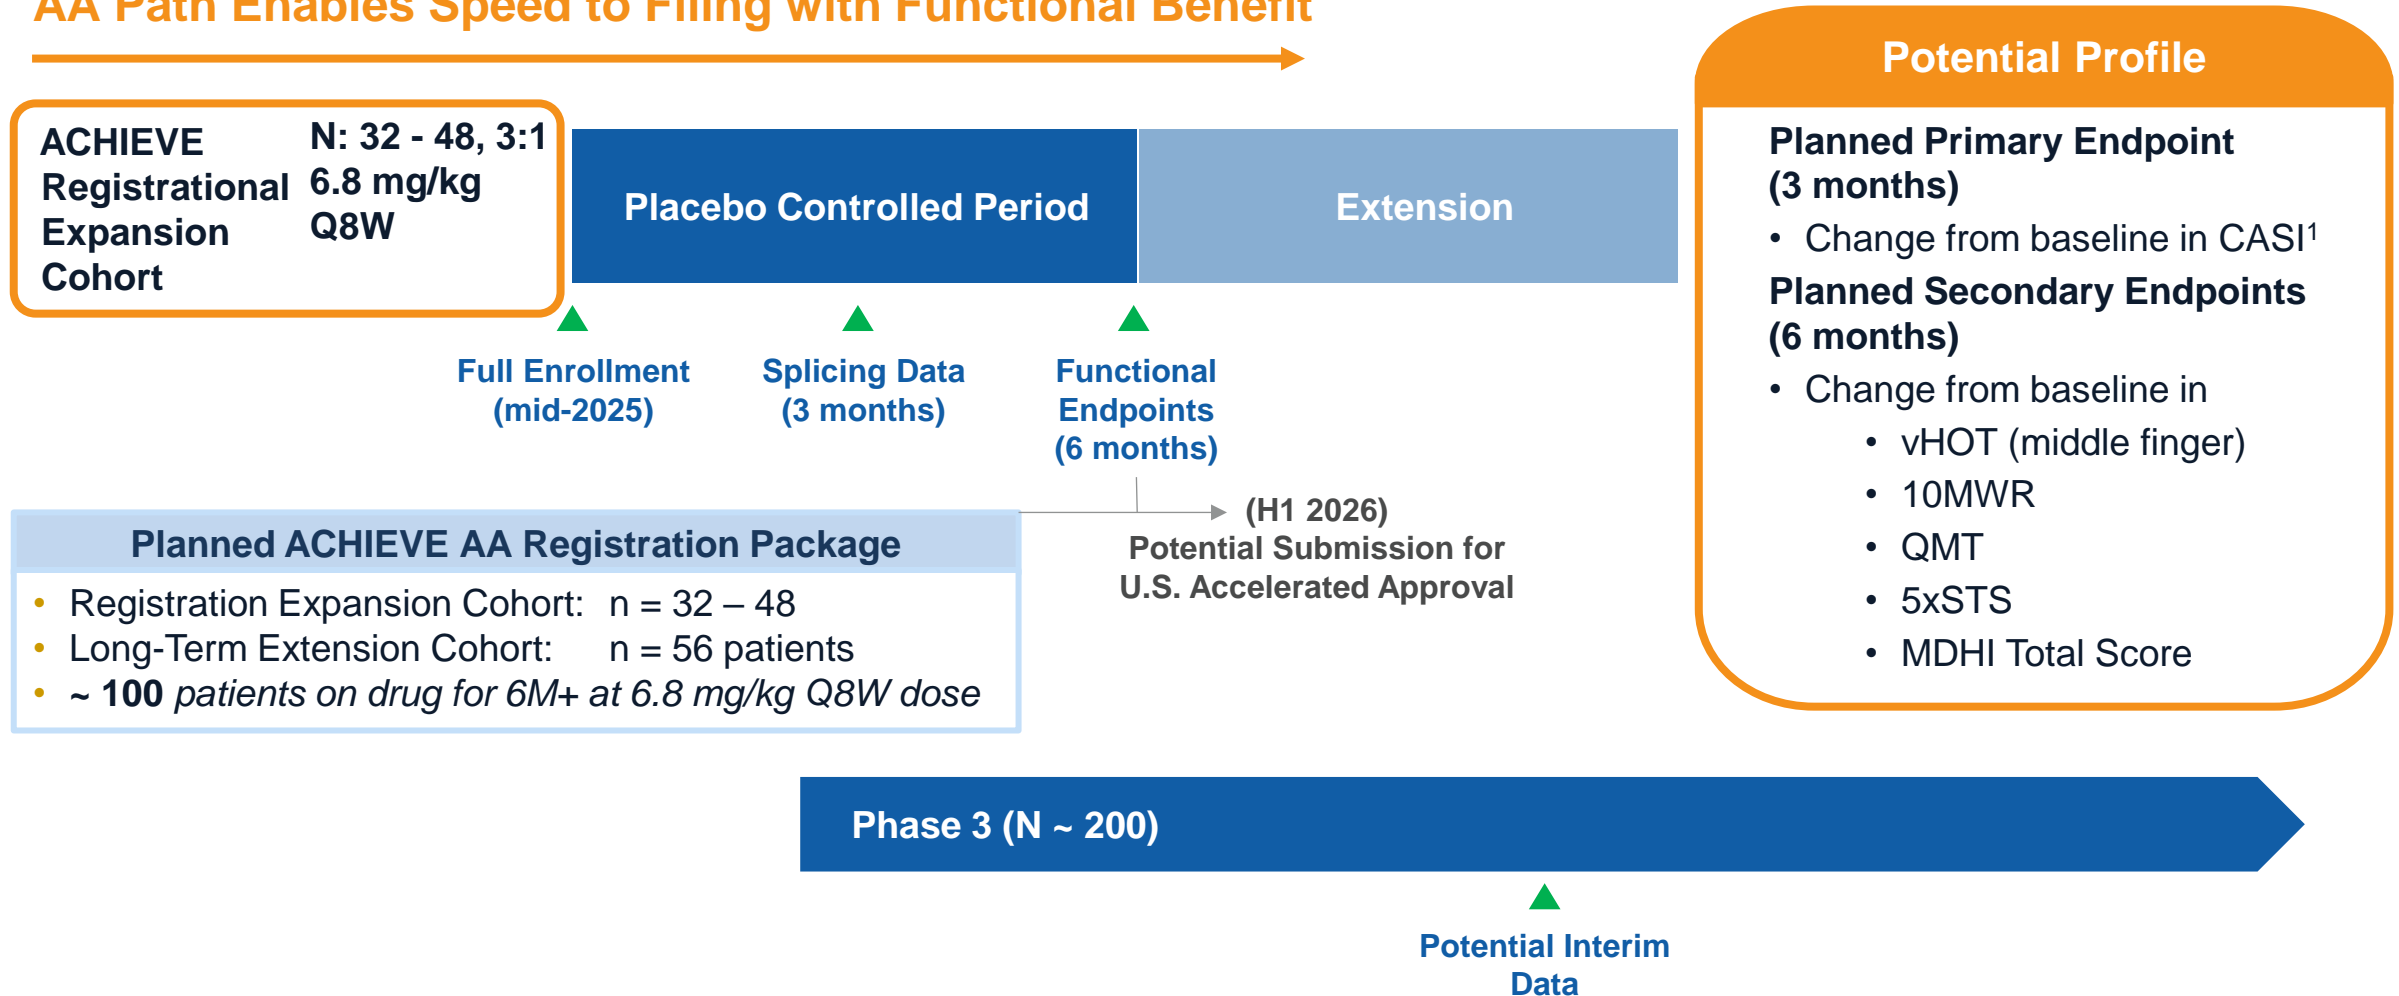 AA Path Enables Speed to Filing with Functional Benefit
ACHIEVE
Registrational
Expansion
Cohort
N: 32 - 48, 3:1
6.8 mg/kg
Q8W
Placebo Controlled Period
Extension
Full Enrollment
(mid-2025)
Splicing Data
(3 months)
Functional
Endpoints
(6 months)
(H1 2026)
Potential Submission for
U.S. Accelerated Approval
Planned ACHIEVE AA Registration Package
• Registration Expansion Cohort: n = 32 – 48
• Long-Term Extension Cohort: n = 56 patients
• ~ 100 patients on drug for 6M+ at 6.8 mg/kg Q8W dose
Potential Profile
Planned Primary Endpoint
(3 months)
• Change from baseline in CASI¹
Planned Secondary Endpoints
(6 months)
• Change from baseline in
• vHOT (middle finger)
• 10MWR
• QMT
• 5xSTS
• MDHI Total Score
Phase 3 (N ~ 200)
Potential Interim
Data